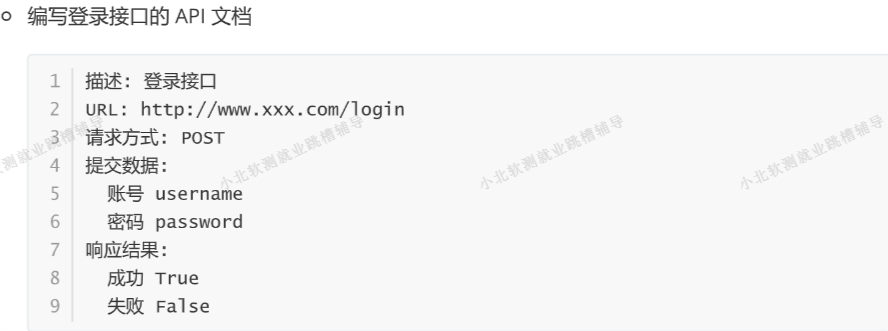 编写登录接口的 API 文档
1 描述: 登录接口
2 URL: http://www.xxx.com/login
3 请求方式: POST
4 提交数据:
5 账号 username
6 密码 password
7 响应结果:
8 成功 True
9 失败 False
小北软测就业跳槽辅导
小北软测就业跳槽辅导
小北软测就业跳槽辅导
软测就业跳槽辅导